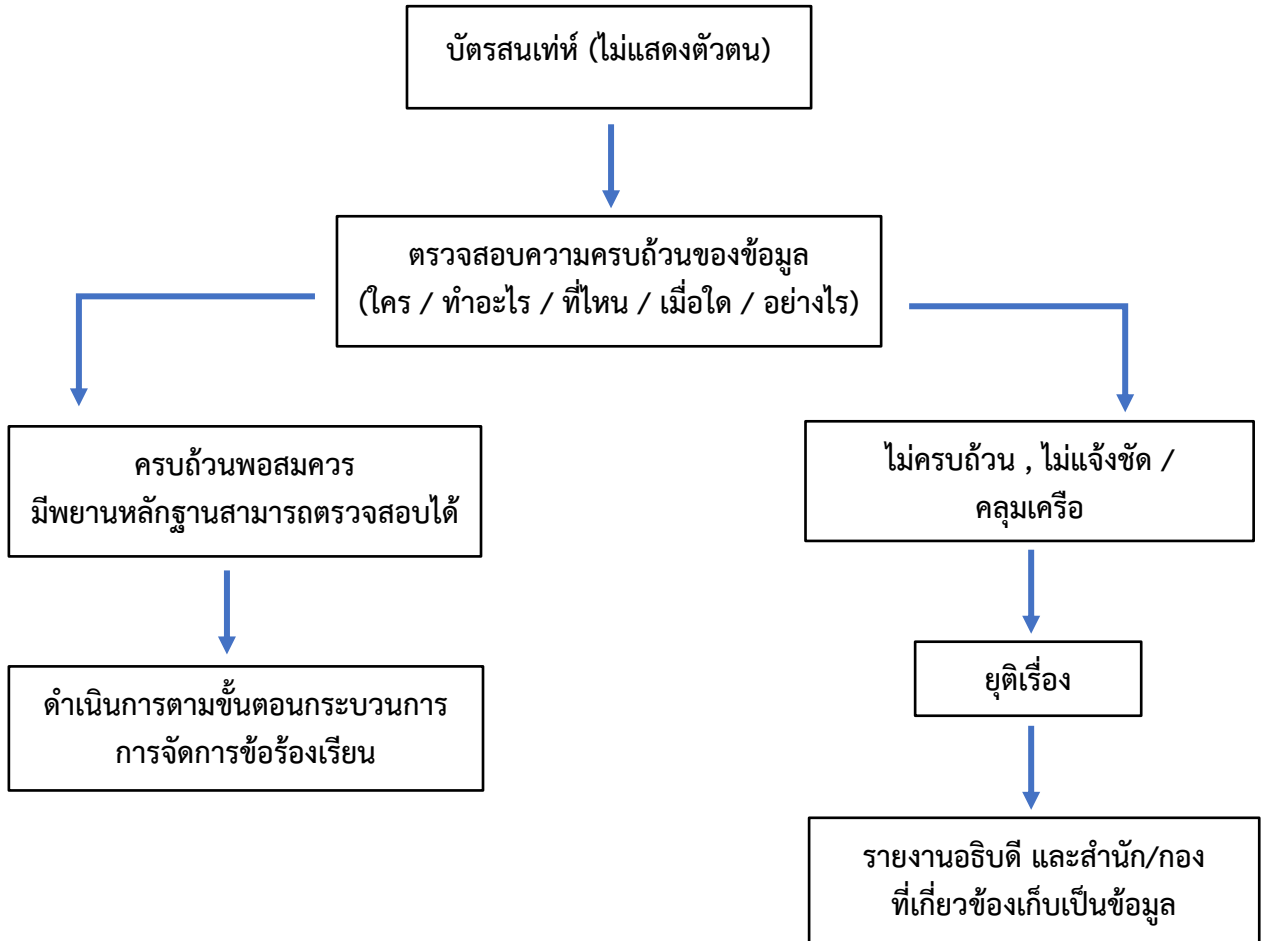 บัตรสนเท่ห์ (ไม่แสดงตัวตน)
ตรวจสอบความครบถ้วนของข้อมูล
(ใคร / ทำอะไร / ที่ไหน / เมื่อใด / อย่างไร)
ครบถ้วนพอสมควร
มีพยานหลักฐานสามารถตรวจสอบได้
ไม่ครบถ้วน , ไม่แจ้งชัด /
คลุมเครือ
ดำเนินการตามขั้นตอนกระบวนการ
การจัดการข้อร้องเรียน
ยุติเรื่อง
รายงานอธิบดี และสำนัก/กอง
ที่เกี่ยวข้องเก็บเป็นข้อมูล